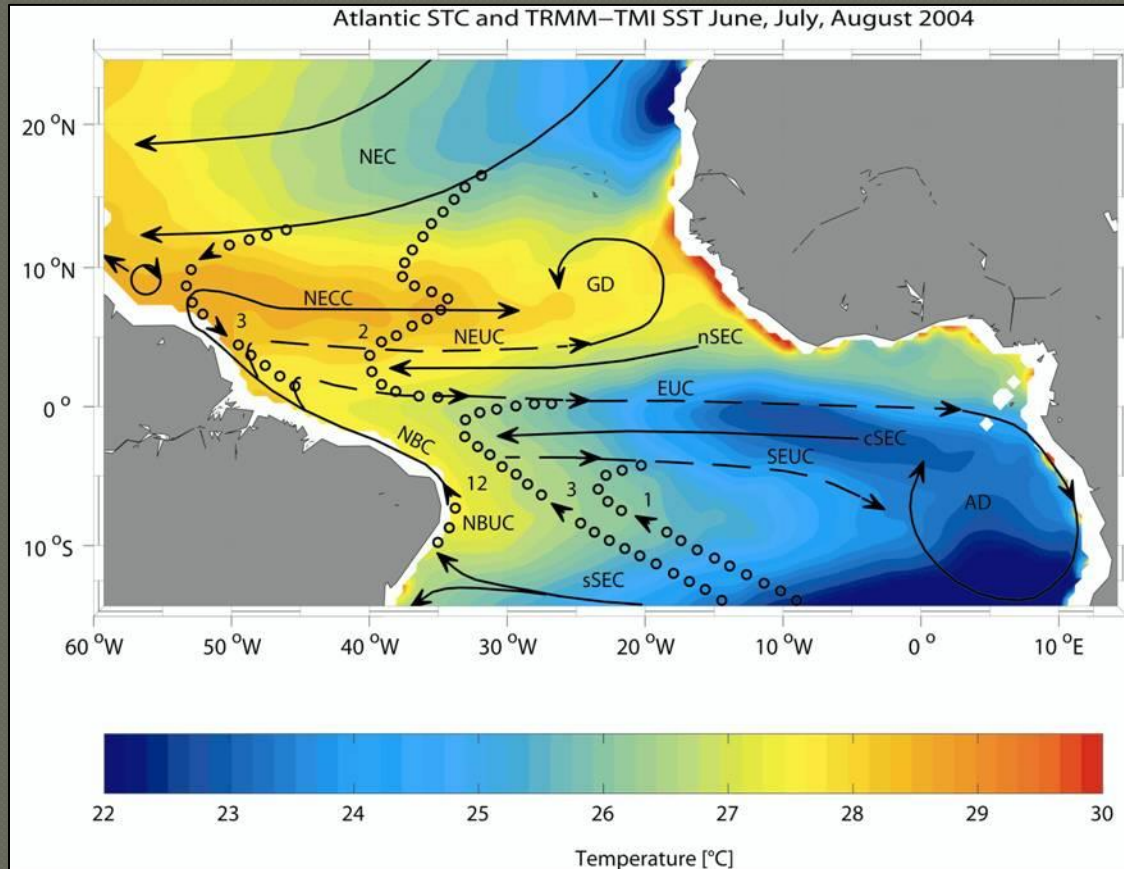 Atlantic STC and TRMM−TMI SST June, July, August 2004
20 °N
NEC
10 °N
GD
NECC
3
2
NEUC
nSEC
0 °
EUC
NBC
cSEC
SEUC
12
3
1
AD
NBUC
10 °S
sSEC
60 °W
50 °W
40 °W
30 °W
20 °W
10 °W
0 °
10 °E
22
23
24
25
26
27
28
29
30
Temperature [°C]